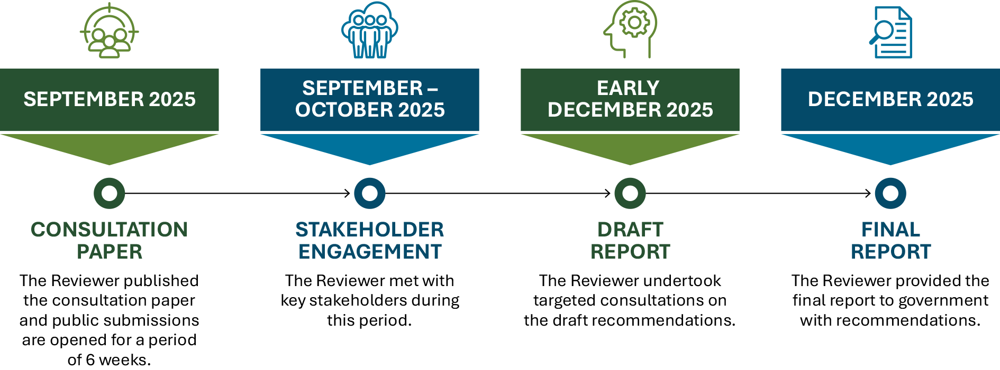 SEPTEMBER 2025
SEPTEMBER –
OCTOBER 2025
EARLY
DECEMBER 2025
DECEMBER 2025
CONSULTATION
PAPER
The Reviewer published
the consultation paper
and public submissions
are opened for a period
of 6 weeks.
STAKEHOLDER
ENGAGEMENT
The Reviewer met with
key stakeholders during
this period.
DRAFT
REPORT
The Reviewer undertook
targeted consultations on
the draft recommendations.
FINAL
REPORT
The Reviewer provided the
final report to government
with recommendations.